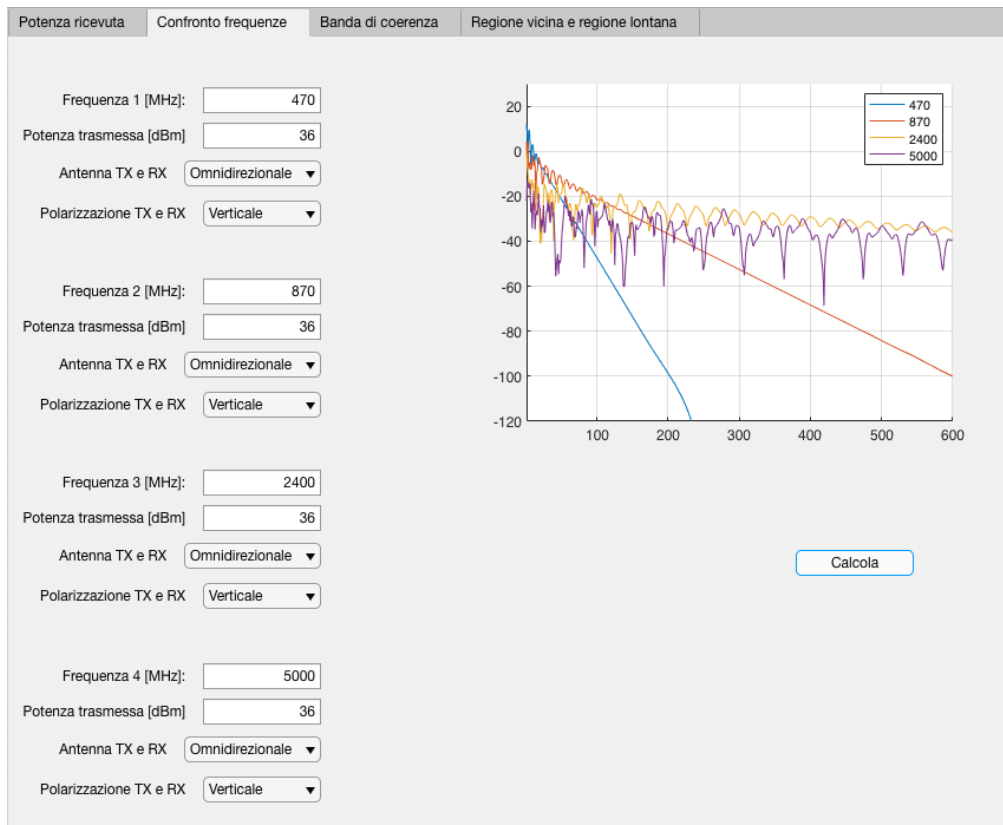 Potenza ricevuta
Confronto frequenze
Banda di coerenza
Regione vicina e regione lontana
Frequenza 1 [MHz]: 470
Potenza trasmessa [dBm] 36
Antenna TX e RX Omnidirezionale
Polarizzazione TX e RX Verticale
Frequenza 2 [MHz]: 870
Potenza trasmessa [dBm] 36
Antenna TX e RX Omnidirezionale
Polarizzazione TX e RX Verticale
Frequenza 3 [MHz]: 2400
Potenza trasmessa [dBm] 36
Antenna TX e RX Omnidirezionale
Polarizzazione TX e RX Verticale
Frequenza 4 [MHz]: 5000
Potenza trasmessa [dBm] 36
Antenna TX e RX Omnidirezionale
Polarizzazione TX e RX Verticale
20
0
-20
-40
-60
-80
-100
-120
100 200 300 400 500 600
470
870
2400
5000
Calcola